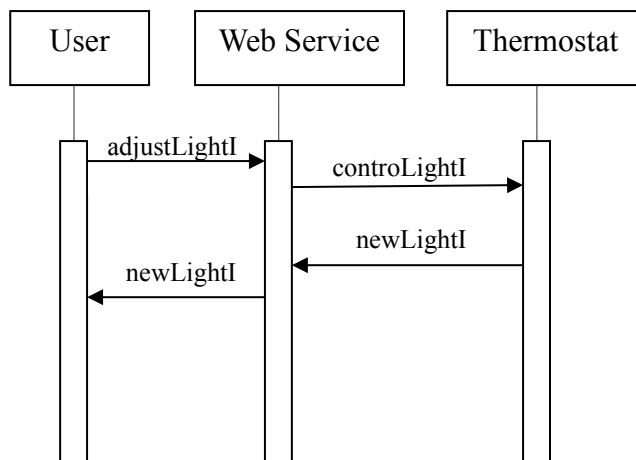 User Web Service Thermostat
adjustLightI
controLightI
newLightI
newLightI